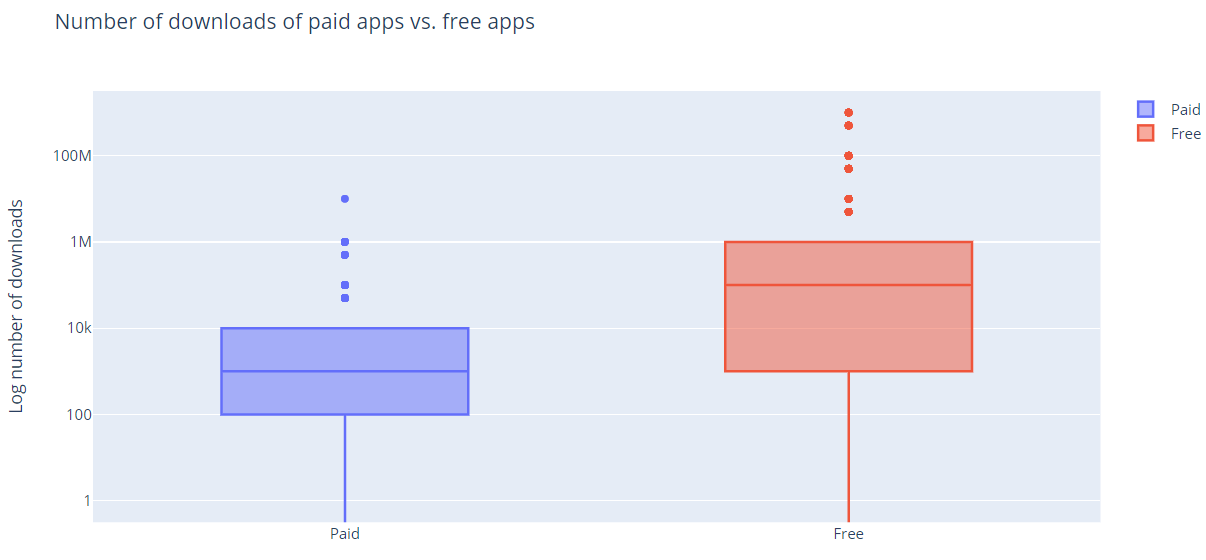 Number of downloads of paid apps vs. free apps
Paid
Free
Log number of downloads
100M
1M
10k
100
1
Paid
Free